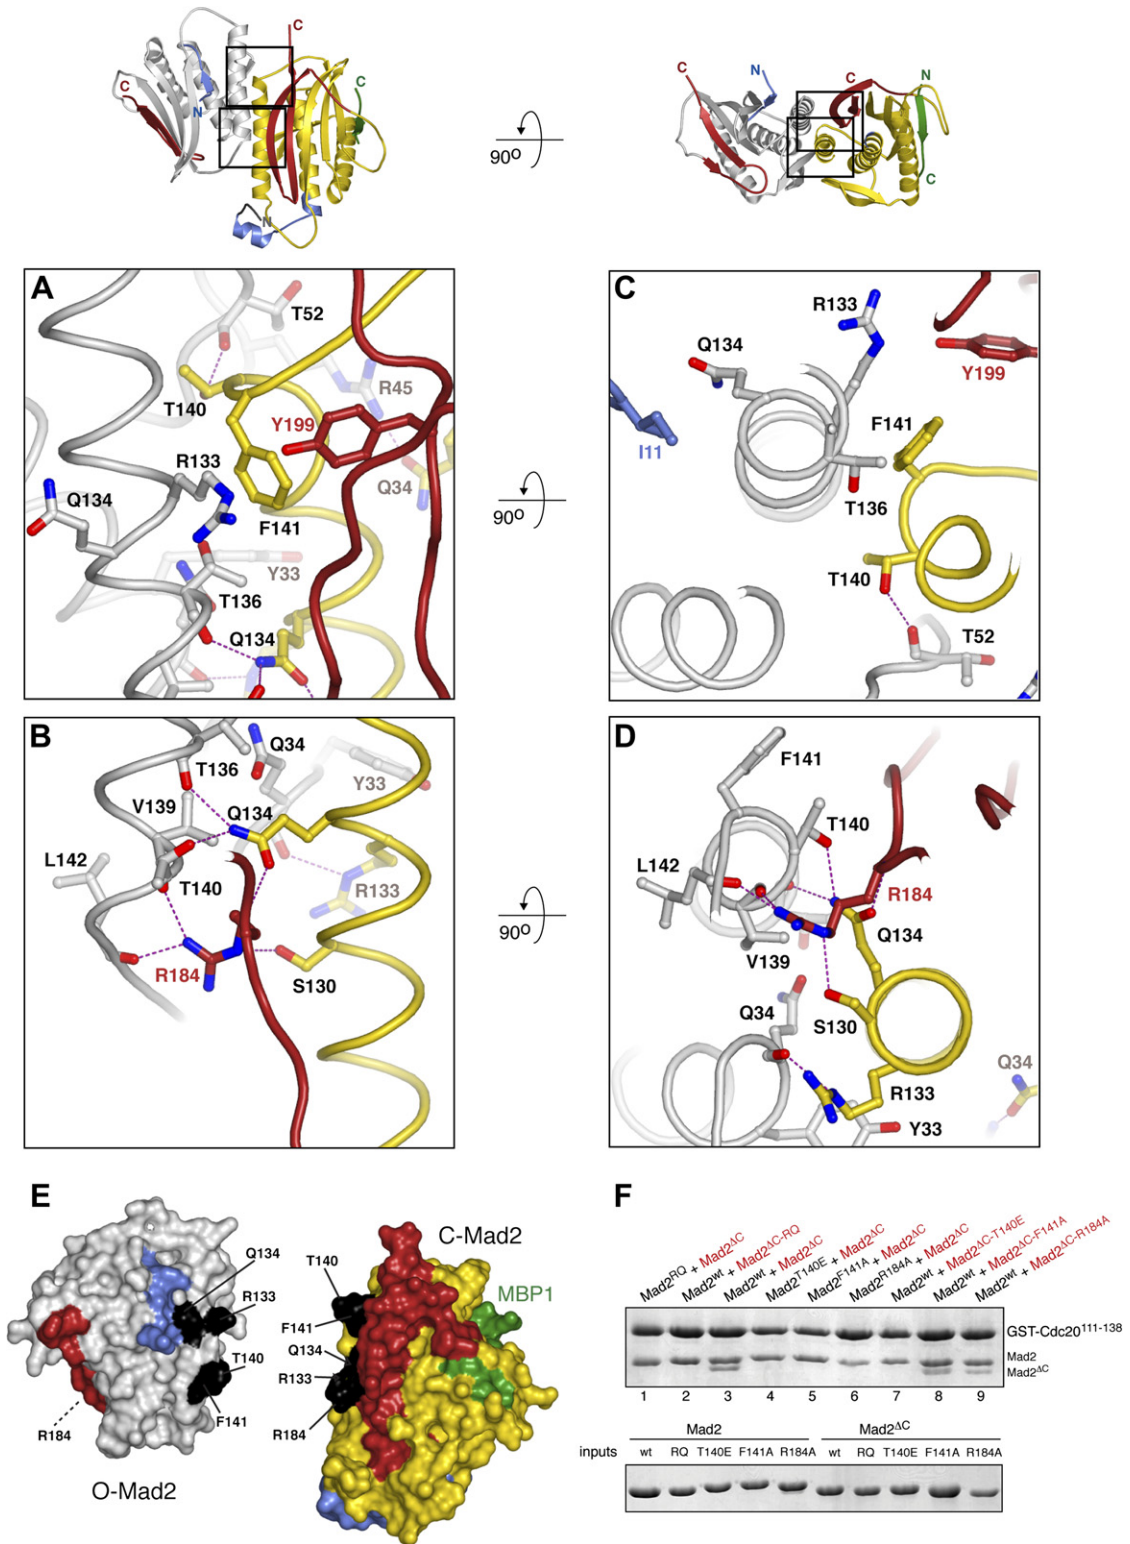 C
C
C
N
N
90º
C
N
C
N
C
90º
A
T52
R45
T140
Y199
R133
Q34
Q134
F141
Y33
T136
Q134
C
R133
Q134
Y199
F141
I11
T136
T140
T52
B
Q34
T136
Y33
V139
Q134
L142
T140
R133
R184
S130
90º
D
F141
T140
L142
R184
Q134
V139
Q34
S130
Q34
R133
Y33
E
Q134
R133
T140
F141
R184
O-Mad2
C-Mad2
T140
MBP1
F141
Q134
R133
R184
F
Mad2RQ + Mad2ΔC
Mad2wt + Mad2ΔC-RQ
Mad2wt + Mad2ΔC
Mad2T140E + Mad2ΔC
Mad2F141A + Mad2ΔC
Mad2R184A + Mad2ΔC
Mad2wt + Mad2ΔC-T140E
Mad2wt + Mad2ΔC-F141A
Mad2wt + Mad2ΔC-R184A
GST-Cdc20111-138
Mad2
Mad2ΔC
1 2 3 4 5 6 7 8 9
Mad2 Mad2ΔC
inputs wt RQ T140E F141A R184A wt RQ T140E F141A R184A